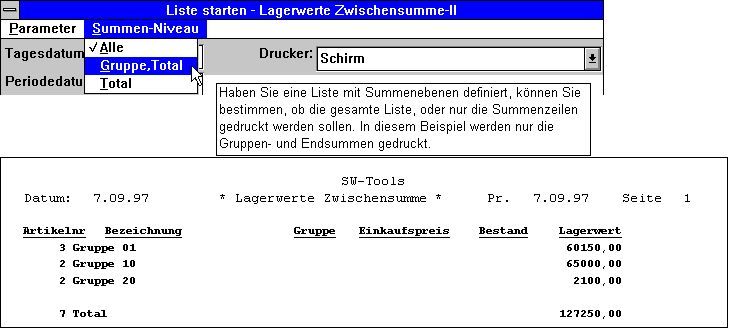 Liste starten - Lagerwerte Zwischensumme-II
Parameter Summen-Niveau
Tagesdatum
Alle
Drucker: Schirm
Gruppe,Total
Periodedatu
Total
Haben Sie eine Liste mit Summenebenen definiert, können Sie
bestimmen, ob die gesamte Liste, oder nur die Summenzeilen
gedruckt werden sollen. In diesem Beispiel werden nur die
Gruppen- und Endsummen gedruckt.
SW-Tools
Datum: 7.09.97 * Lagerwerte Zwischensumme * Pr. 7.09.97 Seite 1
Artikelnr Bezeichnung Gruppe Einkaufspreis Bestand Lagerwert
3 Gruppe 01 60150,00
2 Gruppe 10 65000,00
2 Gruppe 20 2100,00
7 Total 127250,00